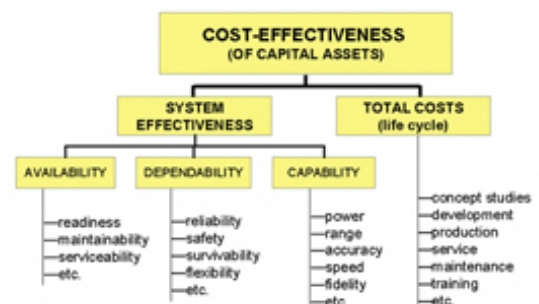 COST-EFFECTIVENESS
(OF CAPITAL ASSETS)
SYSTEM
EFFECTIVENESS
TOTAL COSTS
(life cycle)
AVAILABILITY
DEPENDABILITY
CAPABILITY
readiness
maintainability
serviceability
etc.
reliability
safety
survivability
flexibility
etc.
power
range
accuracy
speed
fidelity
etc
concept studies
development
production
service
maintenance
training
etc